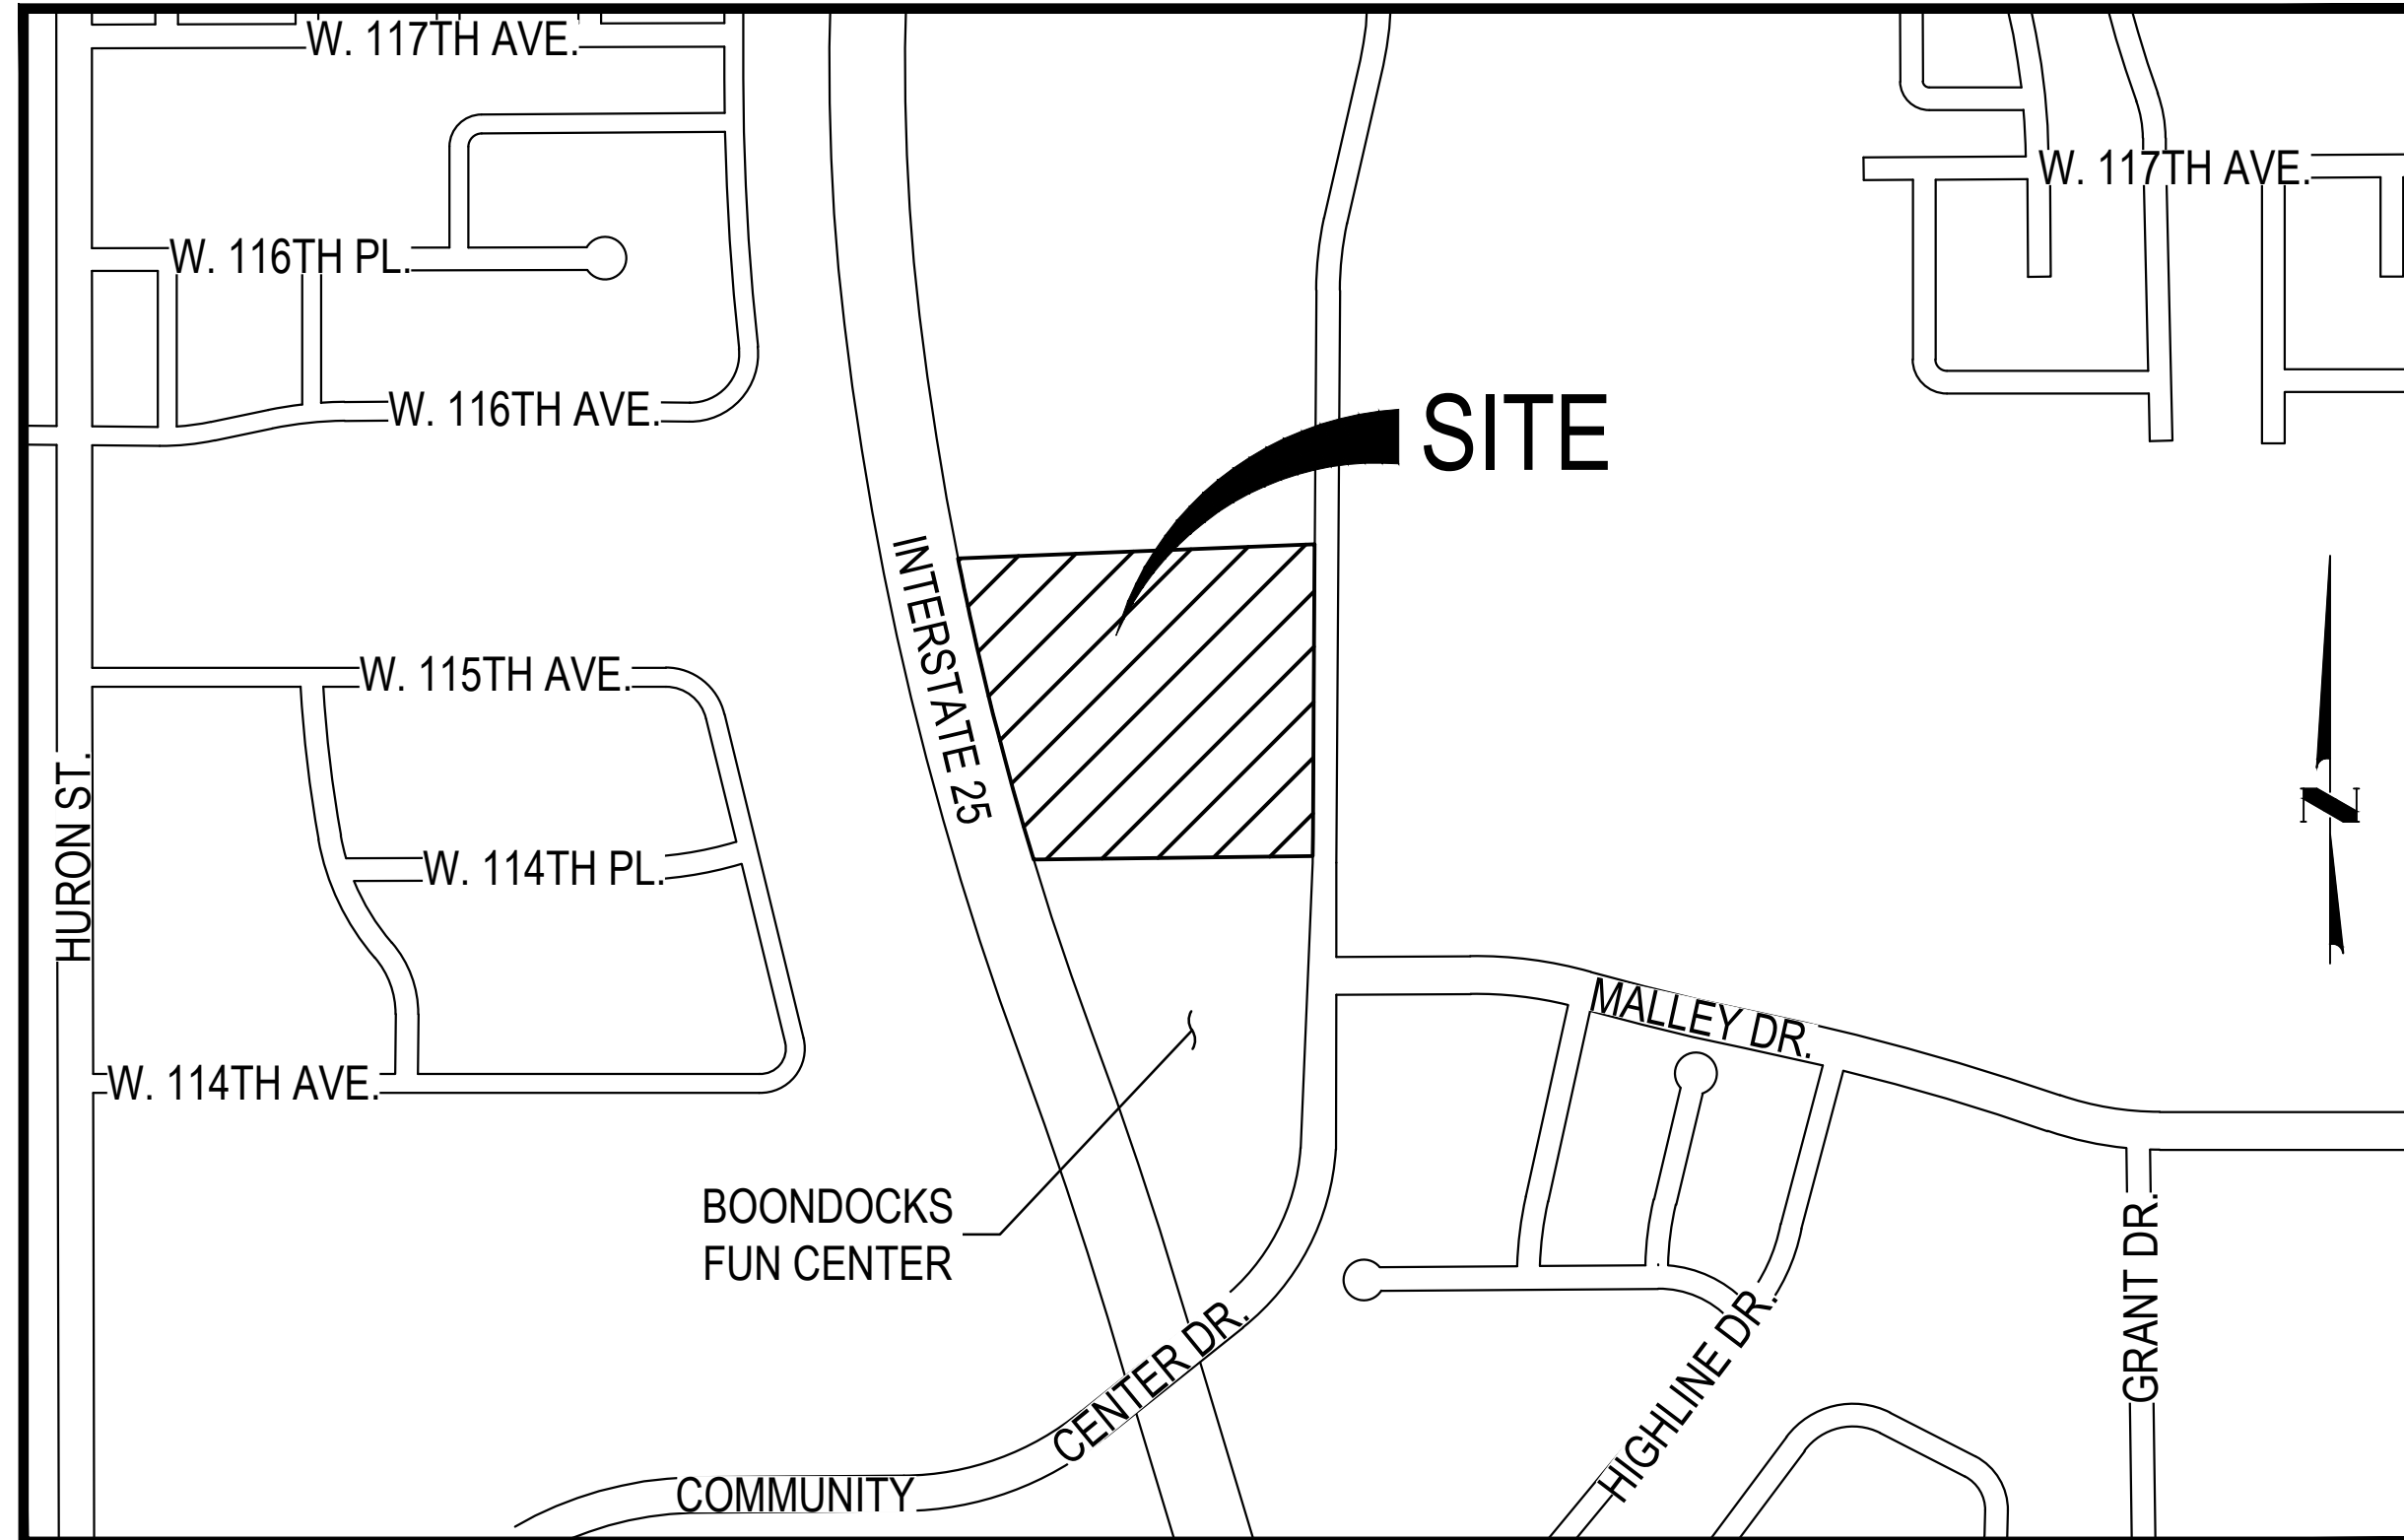 W. 117TH AVE.
W. 117TH AVE.
W. 116TH PL.
W. 116TH AVE.
SITE
INTERSTATE 25
W. 115TH AVE.
HURON ST.
N
W. 114TH PL.
MALLEY DR.
W. 114TH AVE.
BOONDOCKS
FUN CENTER
GRANT DR.
HIGHLINE DR.
COMMUNITY
CENTER DR.